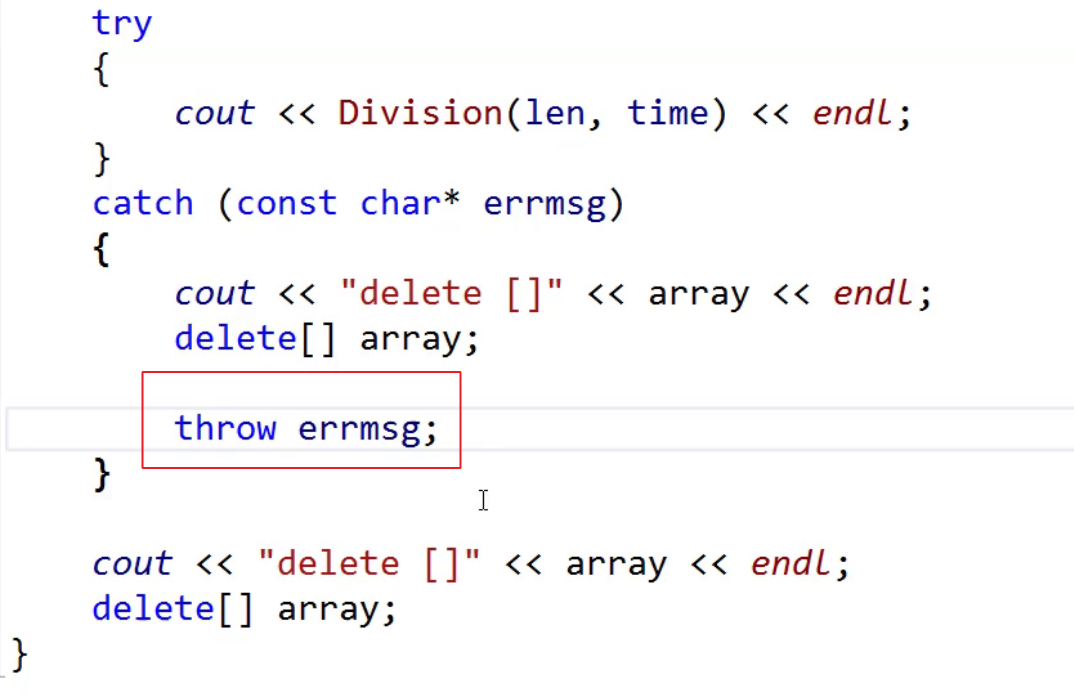 try
{
cout << Division(len, time) << endl;
}
catch (const char* errmsg)
{
cout << "delete []" << array << endl;
delete[] array;
throw errmsg;
}
cout << "delete []" << array << endl;
delete[] array;
}